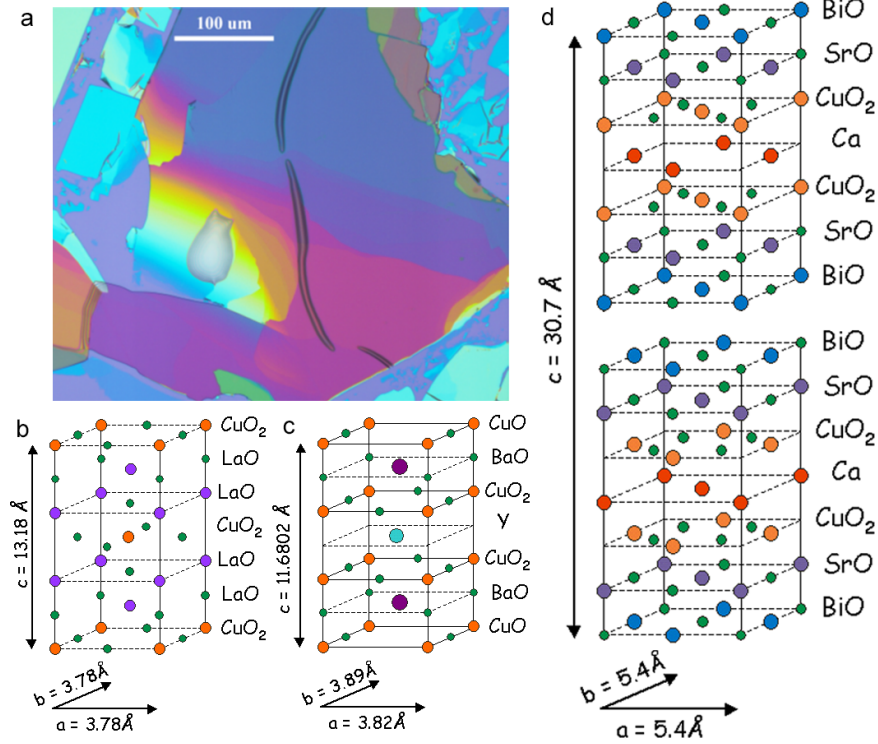 a
100 um
b
CuO₂
LaO
LaO
CuO₂
LaO
LaO
CuO₂
c = 13.18 Å
b = 3.78Å
a = 3.78Å
c
CuO
BaO
CuO₂
Y
CuO₂
BaO
CuO
c = 11.6802 Å
b = 3.89Å
a = 3.82Å
d
BiO
SrO
CuO₂
Ca
CuO₂
SrO
BiO
BiO
SrO
CuO₂
Ca
CuO₂
SrO
BiO
c = 30.7 Å
b = 5.4Å
a = 5.4Å